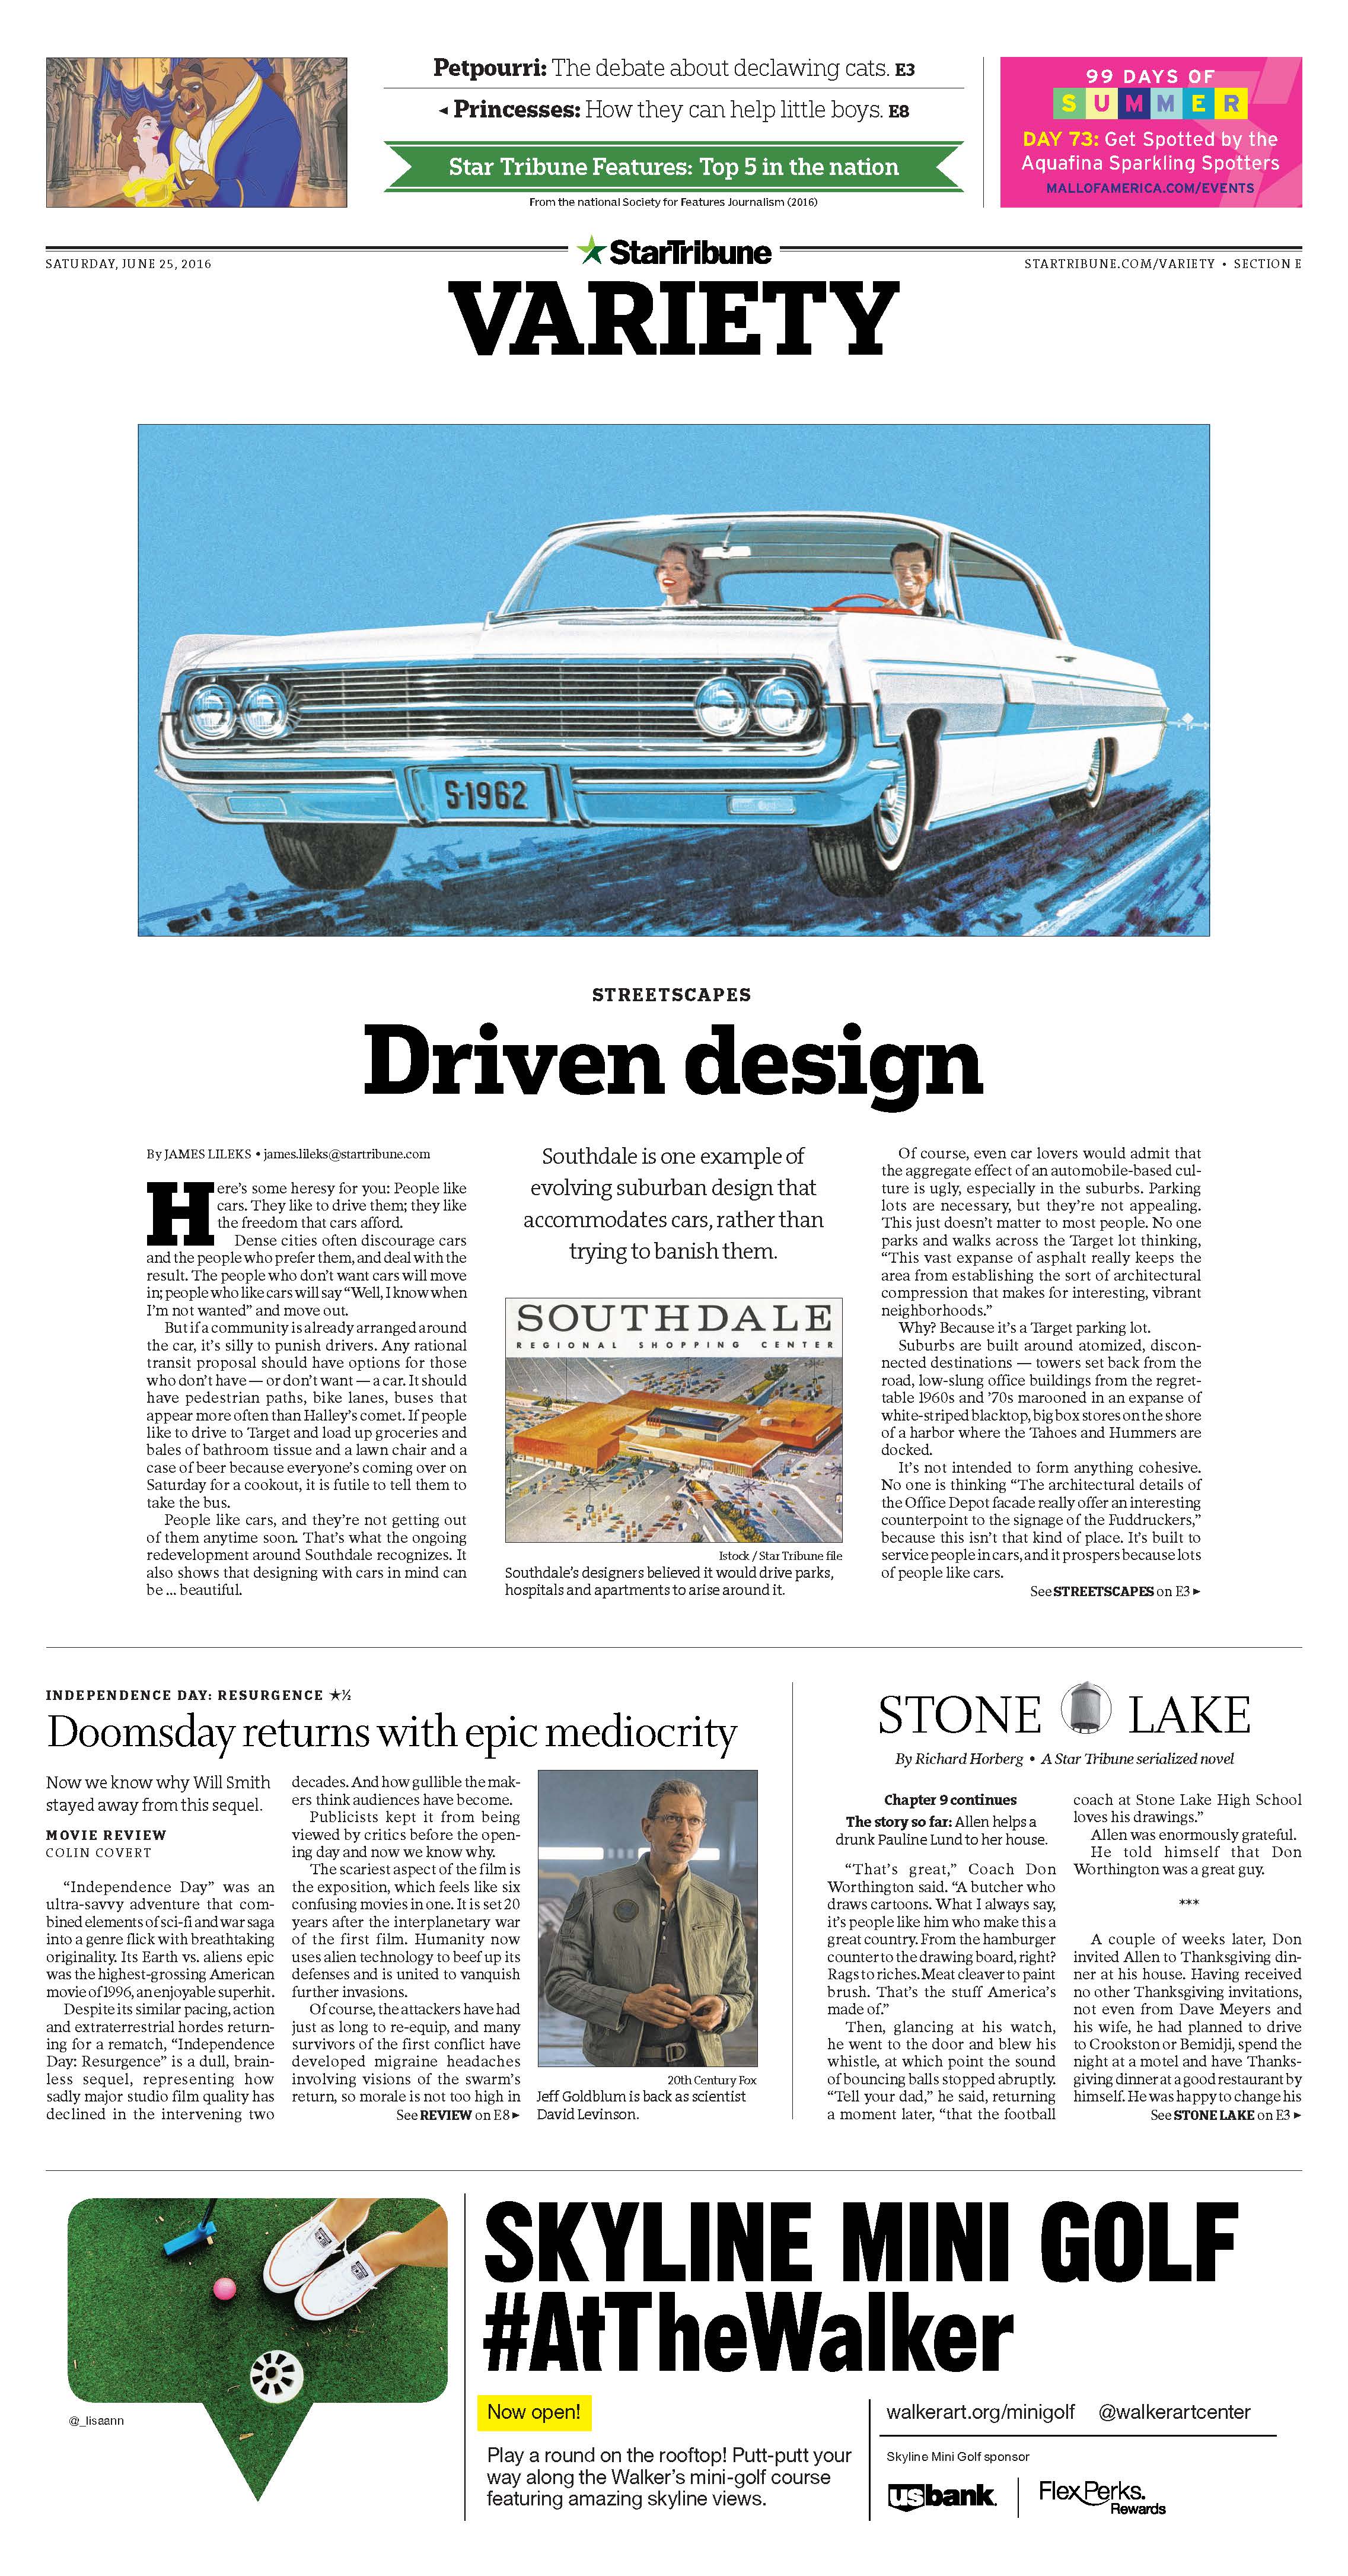 Petpourri: The debate about declawing cats. E3
◄ Princesses: How they can help little boys. E8
Star Tribune Features: Top 5 in the nation
From the national Society for Features Journalism (2016)
99 DAYS OF
SUMMER
DAY 73: Get Spotted by the
Aquafina Sparkling Spotters
MALLOFAMERICA.COM/EVENTS
SATURDAY, JUNE 25, 2016
StarTribune
STARTRIBUNE.COM/VARIETY • SECTION E
VARIETY
S-1962
STREETSCAPES
Driven design
By JAMES LILEKS • james.lileks@startribune.com
Here's some heresy for you: People like
cars. They like to drive them; they like
the freedom that cars afford.
Dense cities often discourage cars
and the people who prefer them, and deal with the
result. The people who don't want cars will move
in; people who like cars will say "Well, I know when
I'm not wanted" and move out.
But if a community is already arranged around
the car, it's silly to punish drivers. Any rational
transit proposal should have options for those
who don't have — or don't want — a car. It should
have pedestrian paths, bike lanes, buses that
appear more often than Halley's comet. If people
like to drive to Target and load up groceries and
bales of bathroom tissue and a lawn chair and a
case of beer because everyone's coming over on
Saturday for a cookout, it is futile to tell them to
take the bus.
People like cars, and they're not getting out
of them anytime soon. That's what the ongoing
redevelopment around Southdale recognizes. It
also shows that designing with cars in mind can
be ... beautiful.
Southdale is one example of
evolving suburban design that
accommodates cars, rather than
trying to banish them.
SOUTHDALE
REGIONAL SHOPPING CENTER
Istock / Star Tribune file
Southdale's designers believed it would drive parks,
hospitals and apartments to arise around it.
Of course, even car lovers would admit that
the aggregate effect of an automobile-based cul-
ture is ugly, especially in the suburbs. Parking
lots are necessary, but they're not appealing.
This just doesn't matter to most people. No one
parks and walks across the Target lot thinking,
"This vast expanse of asphalt really keeps the
area from establishing the sort of architectural
compression that makes for interesting, vibrant
neighborhoods."
Why? Because it's a Target parking lot.
Suburbs are built around atomized, discon-
nected destinations — towers set back from the
road, low-slung office buildings from the regret-
table 1960s and '70s marooned in an expanse of
white-striped blacktop, big box stores on the shore
of a harbor where the Tahoes and Hummers are
docked.
It's not intended to form anything cohesive.
No one is thinking "The architectural details of
the Office Depot facade really offer an interesting
counterpoint to the signage of the Fuddruckers,"
because this isn't that kind of place. It's built to
service people in cars, and it prospers because lots
of people like cars.
See STREETSCAPES on E3 ►
INDEPENDENCE DAY: RESURGENCE ★½
Doomsday returns with epic mediocrity
Now we know why Will Smith
stayed away from this sequel.
MOVIE REVIEW
COLIN COVERT
"Independence Day" was an
ultra-savvy adventure that com-
bined elements of sci-fi and war saga
into a genre flick with breathtaking
originality. Its Earth vs. aliens epic
was the highest-grossing American
movie of 1996, an enjoyable superhit.
Despite its similar pacing, action
and extraterrestrial hordes return-
ing for a rematch, "Independence
Day: Resurgence" is a dull, brain-
less sequel, representing how
sadly major studio film quality has
declined in the intervening two
decades. And how gullible the mak-
ers think audiences have become.
Publicists kept it from being
viewed by critics before the open-
ing day and now we know why.
The scariest aspect of the film is
the exposition, which feels like six
confusing movies in one. It is set 20
years after the interplanetary war
of the first film. Humanity now
uses alien technology to beef up its
defenses and is united to vanquish
further invasions.
Of course, the attackers have had
just as long to re-equip, and many
survivors of the first conflict have
developed migraine headaches
involving visions of the swarm's
return, so morale is not too high in
See REVIEW on E8 ►
20th Century Fox
Jeff Goldblum is back as scientist
David Levinson.
STONE LAKE
By Richard Horberg • A Star Tribune serialized novel
Chapter 9 continues
The story so far: Allen helps a
drunk Pauline Lund to her house.
"That's great," Coach Don
Worthington said. "A butcher who
draws cartoons. What I always say,
it's people like him who make this a
great country. From the hamburger
counter to the drawing board, right?
Rags to riches. Meat cleaver to paint
brush. That's the stuff America's
made of."
Then, glancing at his watch,
he went to the door and blew his
whistle, at which point the sound
of bouncing balls stopped abruptly.
"Tell your dad," he said, returning
a moment later, "that the football
coach at Stone Lake High School
loves his drawings."
Allen was enormously grateful.
He told himself that Don
Worthington was a great guy.
***
A couple of weeks later, Don
invited Allen to Thanksgiving din-
ner at his house. Having received
no other Thanksgiving invitations,
not even from Dave Meyers and
his wife, he had planned to drive
to Crookston or Bemidji, spend the
night at a motel and have Thanks-
giving dinner at a good restaurant by
himself. He was happy to change his
See STONE LAKE on E3 ►
@_lisaann
SKYLINE MINI GOLF
#AtTheWalker
Now open!
Play a round on the rooftop! Putt-putt your
way along the Walker's mini-golf course
featuring amazing skyline views.
walkerart.org/minigolf @walkerartcenter
Skyline Mini Golf sponsor
usbank.
FlexPerks.
Rewards